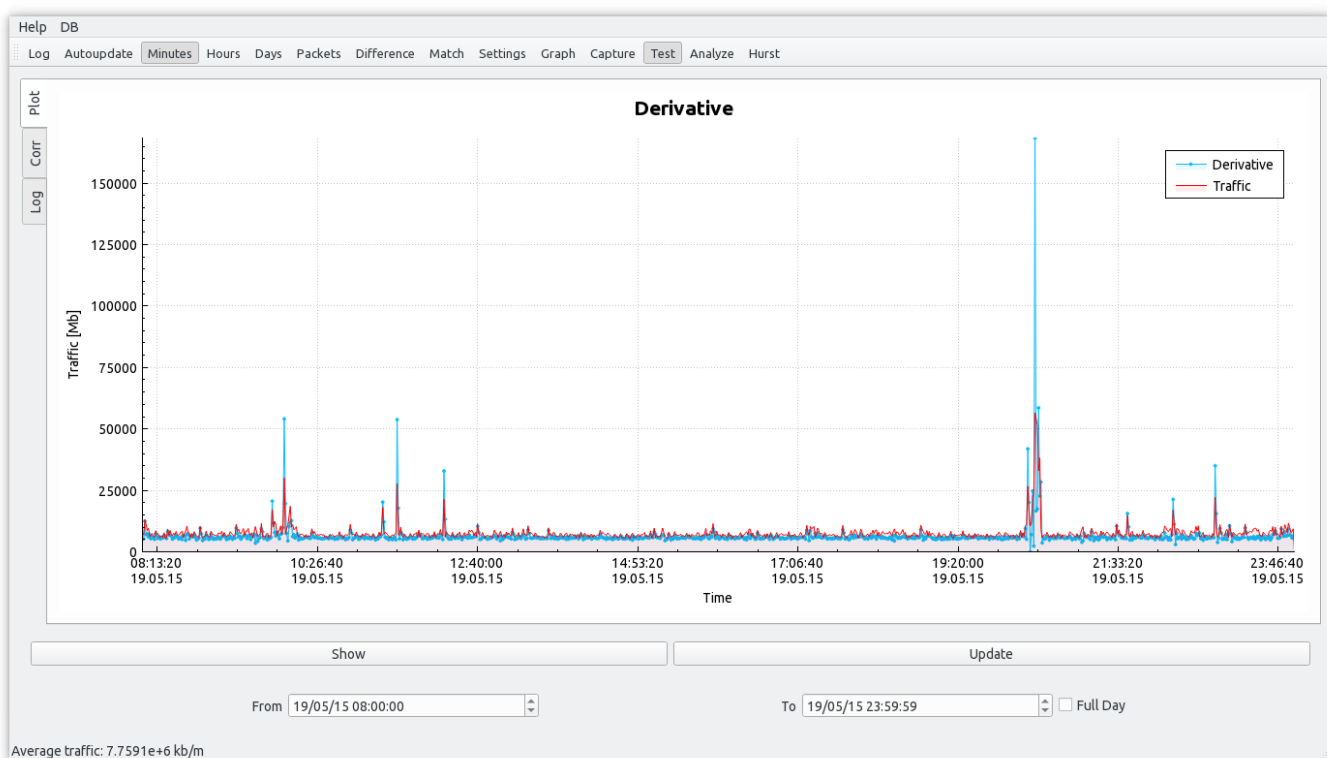 Help DB
Log Autoupdate Minutes Hours Days Packets Difference Match Settings Graph Capture Test Analyze Hurst
Plot
Corr
Log
Derivative
Derivative
Traffic
Traffic [Mb]
150000
125000
100000
75000
50000
25000
0
08:13:20 10:26:40 12:40:00 14:53:20 17:06:40 19:20:00 21:33:20 23:46:40
19.05.15 19.05.15 19.05.15 19.05.15 19.05.15 19.05.15 19.05.15 19.05.15
Time
Show Update
From 19/05/15 08:00:00 To 19/05/15 23:59:59 Full Day
Average traffic: 7.7591e+6 kb/m